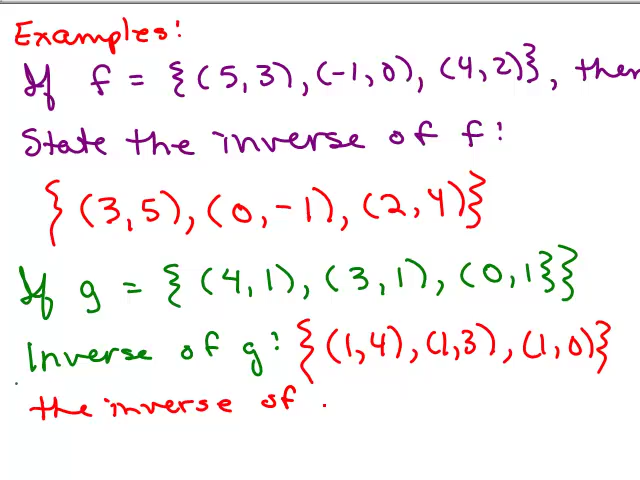 Examples:
If f = {(5,3), (-1,0), (4,2)}, then
State the inverse of f:
{(3,5), (0,-1), (2,4)}
If g = {(4,1), (3,1), (0,1}}
Inverse of g: {(1,4), (1,3), (1,0)}
the inverse of